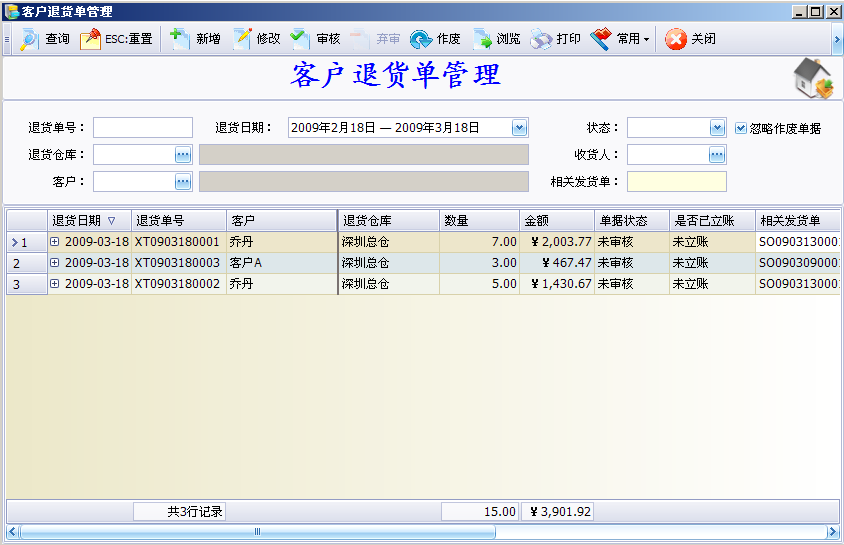 客户退货单管理
查询 ESC:重置 新增 修改 审核 弃审 作废 浏览 打印 常用 关闭
客户退货单管理
退货单号： 退货日期： 2009年2月18日 — 2009年3月18日 状态： 忽略作废单据
退货仓库： 收货人：
客户： 相关发货单：
退货日期 退货单号 客户 退货仓库 数量 金额 单据状态 是否已立账 相关发货单
1 2009-03-18 XT0903180001 乔丹 深圳总仓 7.00 ¥ 2,003.77 未审核 未立账 SO090313000
2 2009-03-18 XT0903180003 客户A 深圳总仓 3.00 ¥ 467.47 未审核 未立账 SO090309000
3 2009-03-18 XT0903180002 乔丹 深圳总仓 5.00 ¥ 1,430.67 未审核 未立账 SO090313000
共3行记录 15.00 ¥ 3,901.92